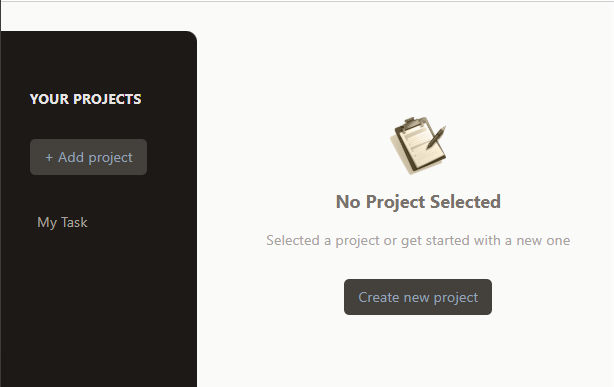 YOUR PROJECTS
+ Add project
My Task
No Project Selected
Selected a project or get started with a new one
Create new project